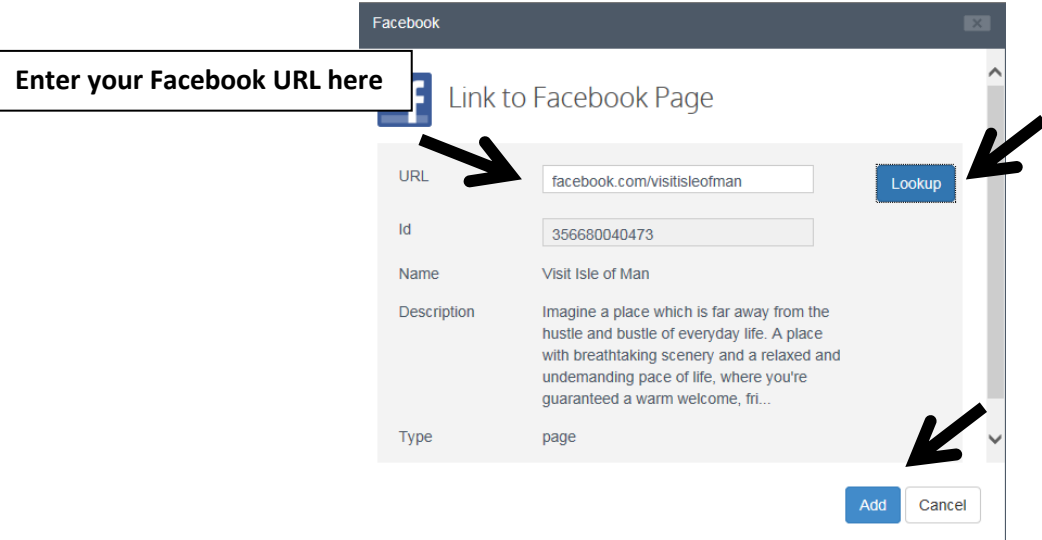 Facebook
Enter your Facebook URL here
Link to Facebook Page
URL
facebook.com/visitisleofman
Lookup
Id
356680040473
Name
Visit Isle of Man
Description
Imagine a place which is far away from the
hustle and bustle of everyday life. A place
with breathtaking scenery and a relaxed and
undemanding pace of life, where you're
guaranteed a warm welcome, fri...
Type
page
Add
Cancel